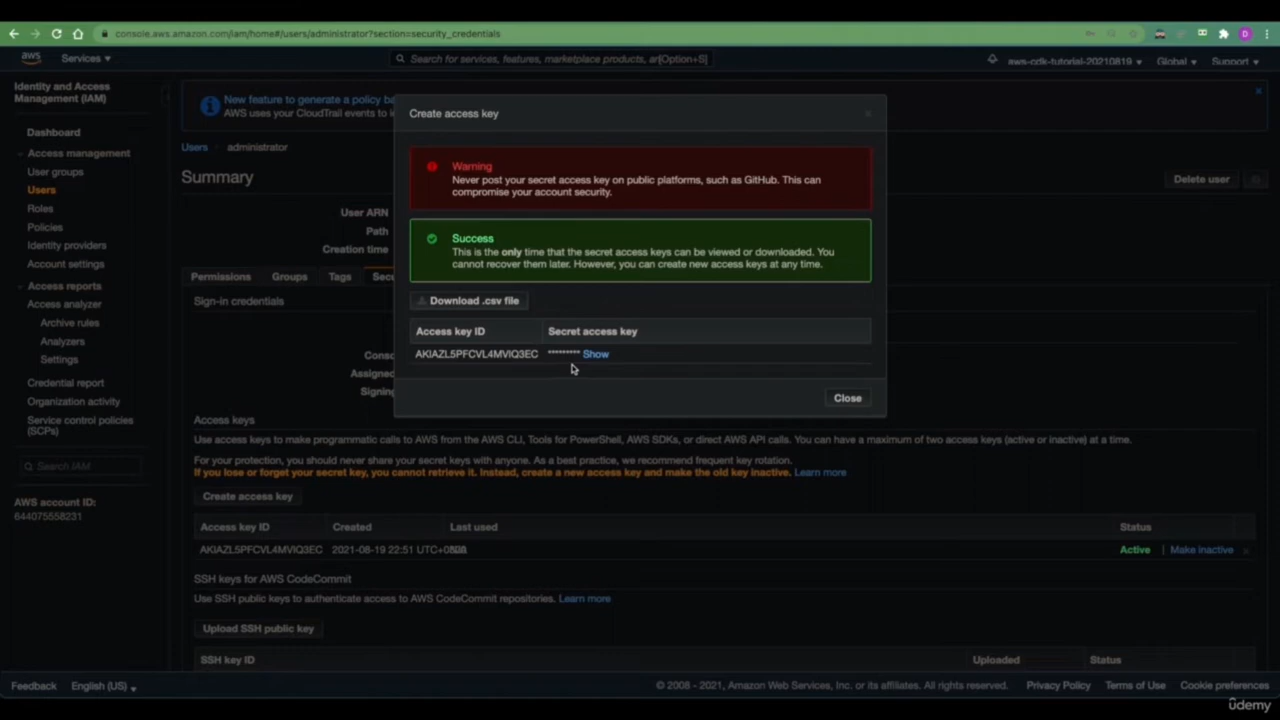 console.aws.amazon.com/iam/home#/users/administrator?section=security_credentials
D
aws
Services
Search for services, features, marketplace products, an[Option+S]
aws-cdk-tutorial-20210819
Global
Support
Identity and Access
Management (IAM)
Dashboard
Access management
User groups
Users
Roles
Policies
Identity providers
Account settings
Access reports
Access analyzer
Archive rules
Analyzers
Settings
Credential report
Organization activity
Service control policies
(SCPs)
Search IAM
AWS account ID:
644075558231
New feature to generate a policy ba
AWS uses your CloudTrail events to i
Users
administrator
Summary
Delete user
User ARN
Path
Creation time
Permissions
Groups
Tags
Secu
Sign-in credentials
Conso
Assigned
Signing
Create access key
Warning
Never post your secret access key on public platforms, such as GitHub. This can
compromise your account security.
Success
This is the only time that the secret access keys can be viewed or downloaded. You
cannot recover them later. However, you can create new access keys at any time.
Download .csv file
Access key ID
Secret access key
AKIAZL5PFCVL4MVIQ3EC
********* Show
Close
Access keys
Use access keys to make programmatic calls to AWS from the AWS CLI, Tools for PowerShell, AWS SDKs, or direct AWS API calls. You can have a maximum of two access keys (active or inactive) at a time.
For your protection, you should never share your secret keys with anyone. As a best practice, we recommend frequent key rotation.
If you lose or forget your secret key, you cannot retrieve it. Instead, create a new access key and make the old key inactive. Learn more
Create access key
Access key ID
Created
Last used
Status
AKIAZL5PFCVL4MVIQ3EC
2021-08-19 22:51 UTC+0
N/A
Active | Make inactive
SSH keys for AWS CodeCommit
Use SSH public keys to authenticate access to AWS CodeCommit repositories. Learn more
Upload SSH public key
SSH key ID
Uploaded
Status
Feedback
English (US)
© 2008 - 2021, Amazon Web Services, Inc. or its affiliates. All rights reserved.
Privacy Policy
Terms of Use
Cookie preferences
ûdemy